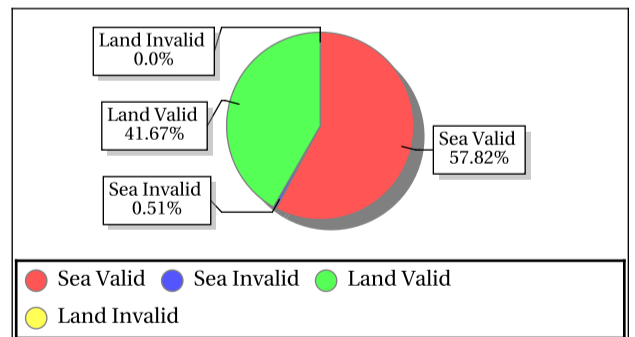 Land Invalid
0.0%
Land Valid
41.67%
Sea Valid
57.82%
Sea Invalid
0.51%
Sea Valid Sea Invalid Land Valid
Land Invalid